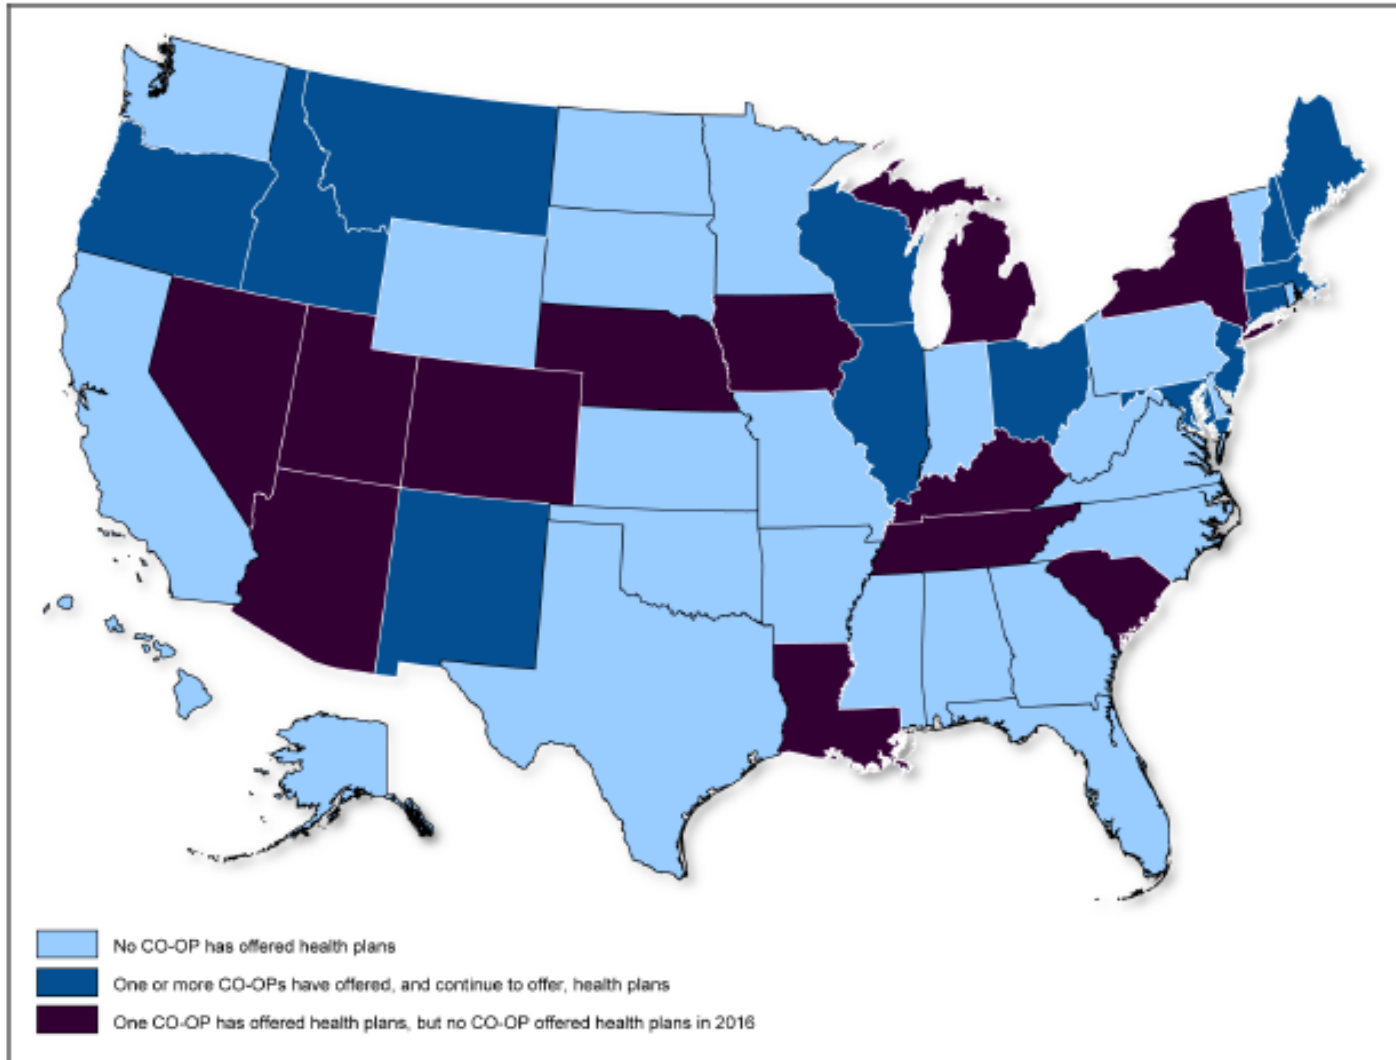 No CO-OP has offered health plans
One or more CO-OPs have offered, and continue to offer, health plans
One CO-OP has offered health plans, but no CO-OP offered health plans in 2016